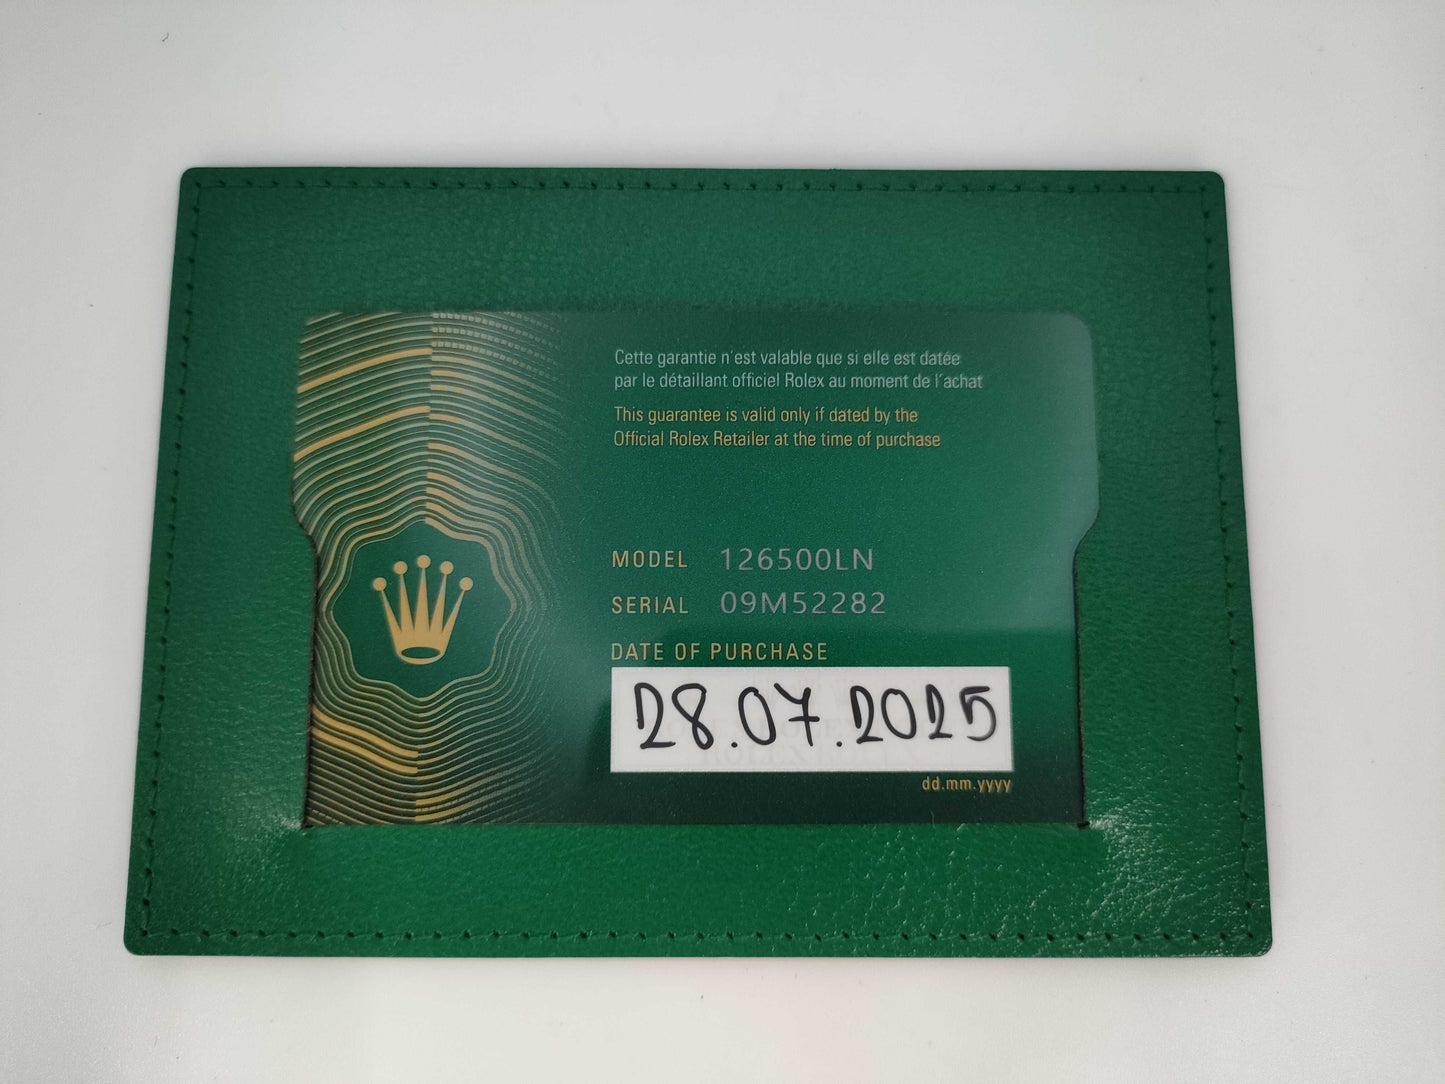 Cette garantie n'est valable que si elle est datée
par le détaillant officiel Rolex au moment de l'achat
This guarantee is valid only if dated by the
Official Rolex Retailer at the time of purchase
MODEL 126500LN
SERIAL 09M52282
DATE OF PURCHASE
28.07.2025
dd.mm.yyyy